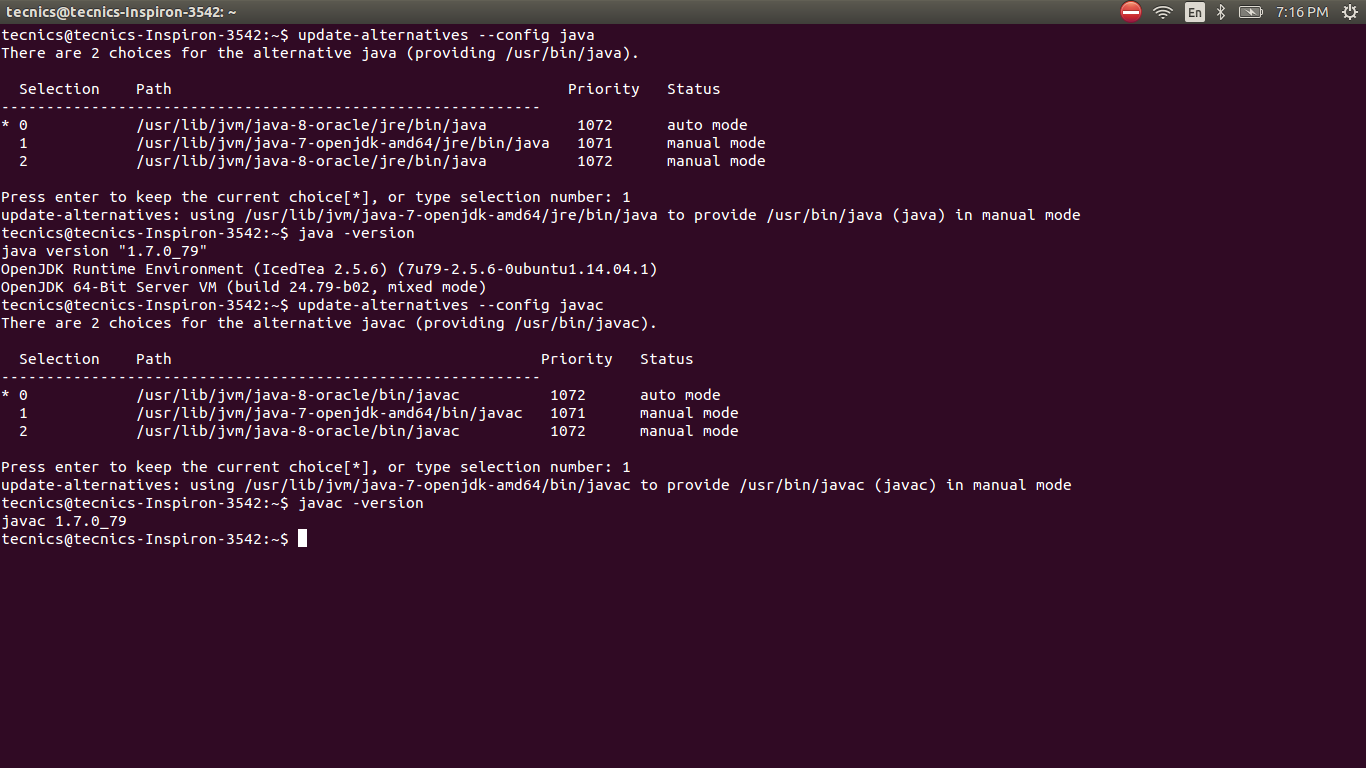 tecnics@tecnics-Inspiron-3542: ~
En
7:16 PM
tecnics@tecnics-Inspiron-3542:~$ update-alternatives --config java
There are 2 choices for the alternative java (providing /usr/bin/java).
  Selection    Path                                            Priority   Status
------------------------------------------------------------
* 0            /usr/lib/jvm/java-8-oracle/jre/bin/java          1072      auto mode
  1            /usr/lib/jvm/java-7-openjdk-amd64/jre/bin/java   1071      manual mode
  2            /usr/lib/jvm/java-8-oracle/jre/bin/java          1072      manual mode
Press enter to keep the current choice[*], or type selection number: 1
update-alternatives: using /usr/lib/jvm/java-7-openjdk-amd64/jre/bin/java to provide /usr/bin/java (java) in manual mode
tecnics@tecnics-Inspiron-3542:~$ java -version
java version "1.7.0_79"
OpenJDK Runtime Environment (IcedTea 2.5.6) (7u79-2.5.6-0ubuntu1.14.04.1)
OpenJDK 64-Bit Server VM (build 24.79-b02, mixed mode)
tecnics@tecnics-Inspiron-3542:~$ update-alternatives --config javac
There are 2 choices for the alternative javac (providing /usr/bin/javac).
  Selection    Path                                         Priority   Status
------------------------------------------------------------
* 0            /usr/lib/jvm/java-8-oracle/bin/javac          1072      auto mode
  1            /usr/lib/jvm/java-7-openjdk-amd64/bin/javac   1071      manual mode
  2            /usr/lib/jvm/java-8-oracle/bin/javac          1072      manual mode
Press enter to keep the current choice[*], or type selection number: 1
update-alternatives: using /usr/lib/jvm/java-7-openjdk-amd64/bin/javac to provide /usr/bin/javac (javac) in manual mode
tecnics@tecnics-Inspiron-3542:~$ javac -version
javac 1.7.0_79
tecnics@tecnics-Inspiron-3542:~$